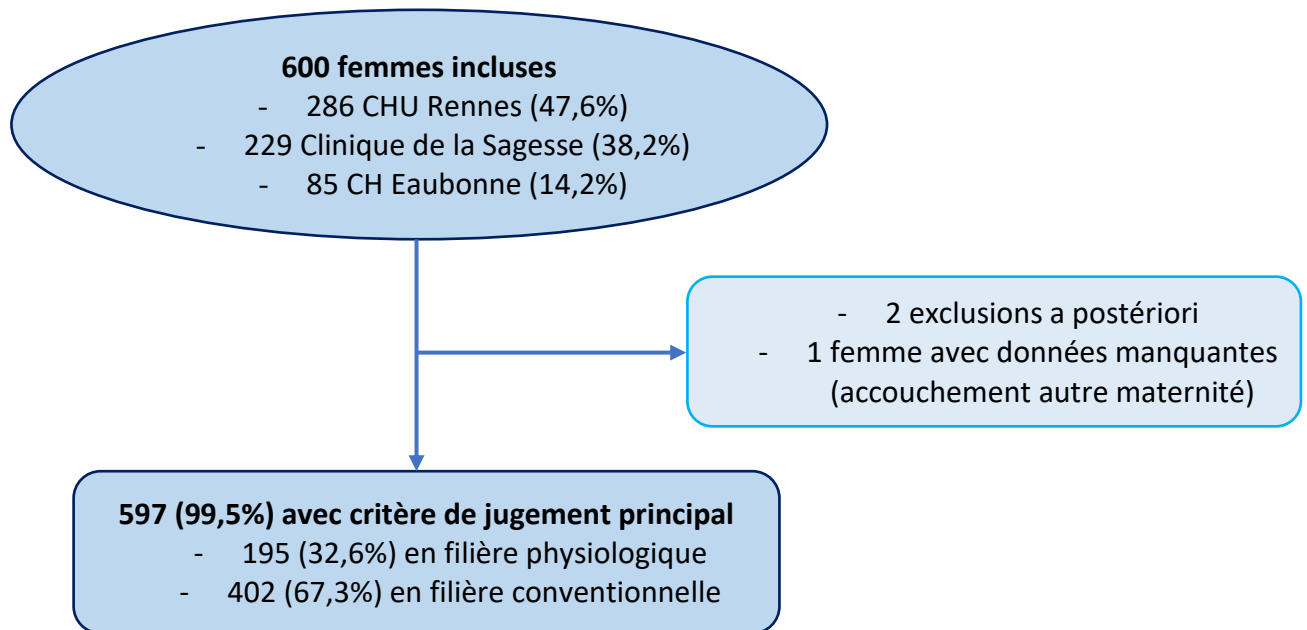 600 femmes incluses
- 286 CHU Rennes (47,6%)
- 229 Clinique de la Sagesse (38,2%)
- 85 CH Eaubonne (14,2%)
- 2 exclusions a postériori
- 1 femme avec données manquantes
(accouchement autre maternité)
597 (99,5%) avec critère de jugement principal
- 195 (32,6%) en filière physiologique
- 402 (67,3%) en filière conventionnelle